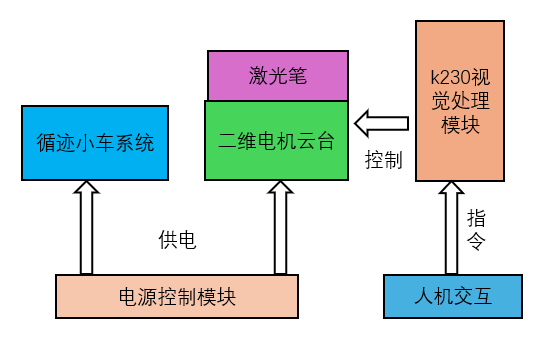 激光笔
k230视
觉处理
模块
循迹小车系统
二维电机云台
控制
供电
指
令
电源控制模块
人机交互